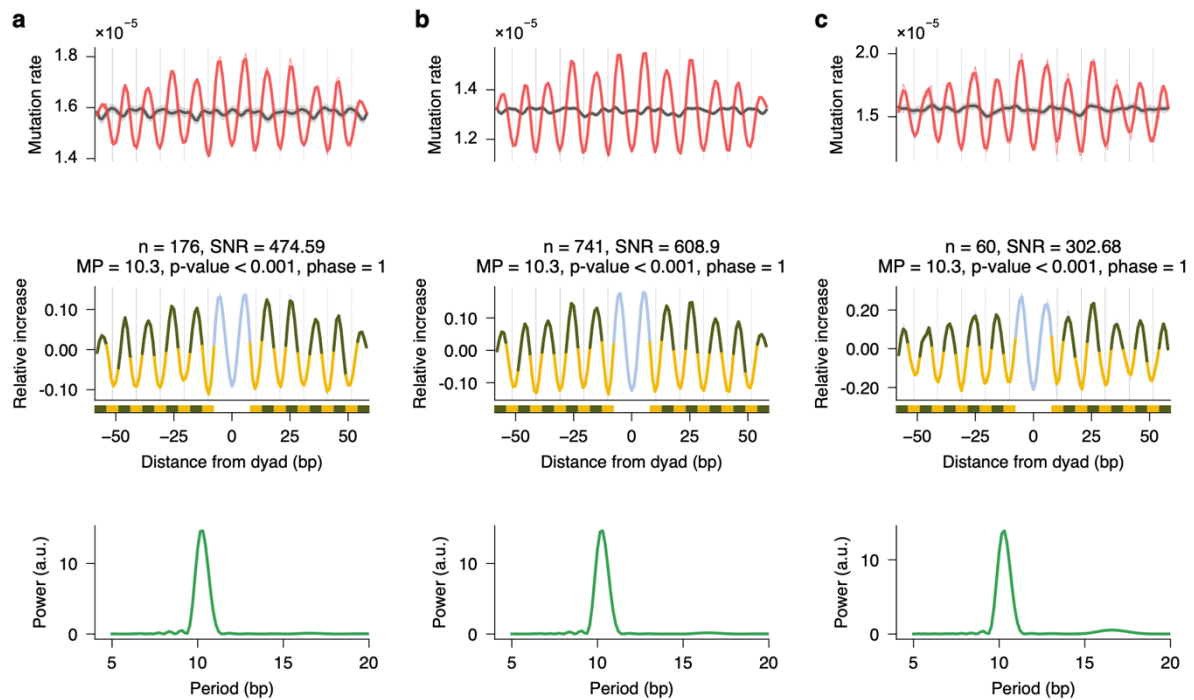 a
×10⁻⁵
Mutation rate
1.8
1.6
1.4
n = 176, SNR = 474.59
MP = 10.3, p-value < 0.001, phase = 1
Relative increase
0.10
0.00
-0.10
−50
−25
0
25
50
Distance from dyad (bp)
Power (a.u.)
10
0
5
10
15
20
Period (bp)
b
×10⁻⁵
Mutation rate
1.4
1.2
n = 741, SNR = 608.9
MP = 10.3, p-value < 0.001, phase = 1
Relative increase
0.10
0.00
-0.10
−50
−25
0
25
50
Distance from dyad (bp)
Power (a.u.)
10
0
5
10
15
20
Period (bp)
c
×10⁻⁵
Mutation rate
2.0
1.5
n = 60, SNR = 302.68
MP = 10.3, p-value < 0.001, phase = 1
Relative increase
0.20
0.00
-0.20
−50
−25
0
25
50
Distance from dyad (bp)
Power (a.u.)
10
0
5
10
15
20
Period (bp)